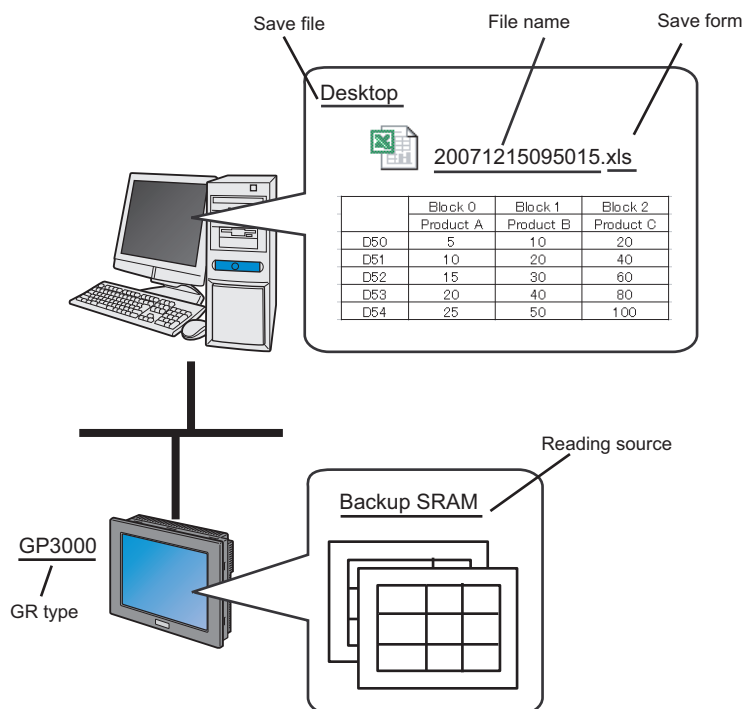 Save file
File name
Save form
Desktop
20071215095015.xls
Block 0 Block 1 Block 2
Product A Product B Product C
D50 5 10 20
D51 10 20 40
D52 15 30 60
D53 20 40 80
D54 25 50 100
Reading source
Backup SRAM
GP3000
GR type